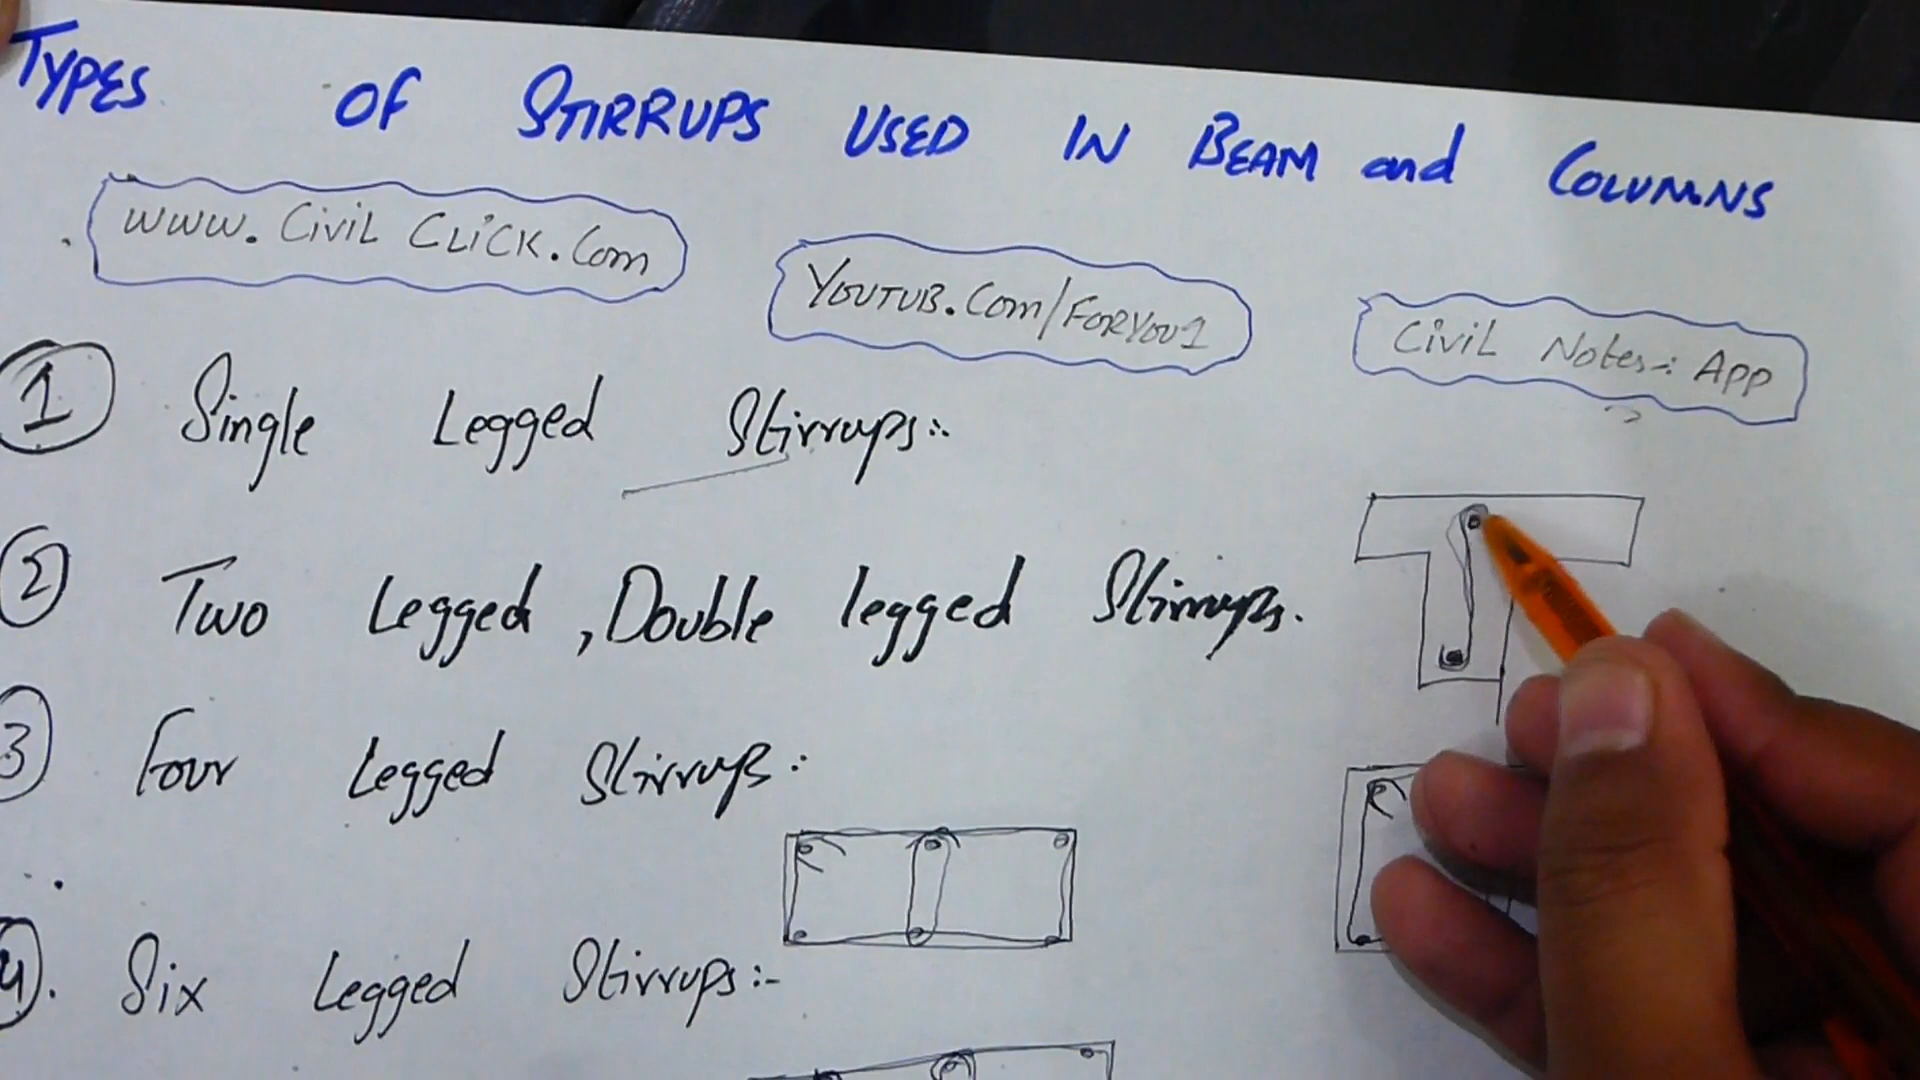 TYPES OF STIRRUPS USED IN BEAM and COLUMNS
WWW. CiviL CLiCK.Com
YOUTUB.Com/FORYOU1
CiviL Notes-: App
1 Single Legged Stirrups:-
2 Two Legged, Double legged Stirrups.
3 Four Legged Stirrups:-
4. Six Legged Stirrups:-